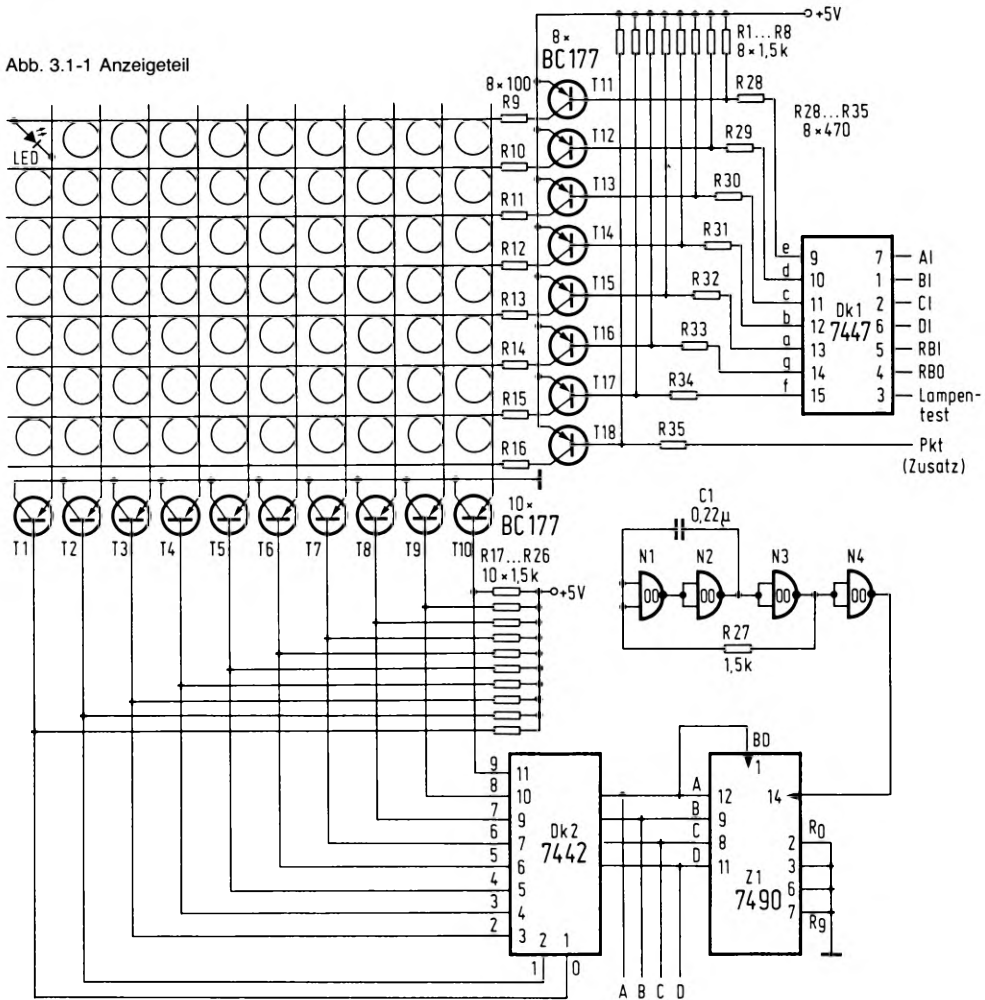 Abb. 3.1-1 Anzeigeteil
+5V
8×
BC177
R1...R8
8×1,5k
8×100
LED
R9
T11
R28
R28...R35
8×470
R10
T12
R29
R11
T13
R30
R12
T14
R31
R13
T15
R32
R14
T16
R33
R15
T17
R34
R16
T18
R35
e
d
c
b
a
g
f
9
10
11
12
13
14
15
Dk1
7447
7
1
2
6
5
4
3
AI
BI
CI
DI
RBI
RBO
Lampen-
test
Pkt
(Zusatz)
T1
T2
T3
T4
T5
T6
T7
T8
T9
T10
10×
BC177
R17...R26
10×1,5k
+5V
C1
0,22µ
N1
N2
N3
N4
00
00
00
00
R27
1,5k
9
8
7
6
5
4
3
2
1
0
11
10
9
7
6
5
4
3
2
1
Dk2
7442
A
B
C
D
BD
1
12
9
8
11
14
2
3
6
7
R0
R9
Z1
7490
A B C D